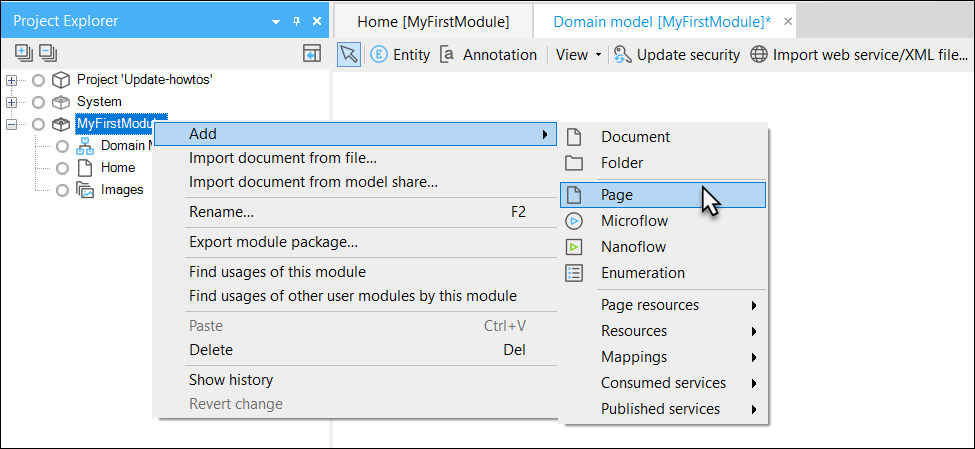 Project Explorer
Home [MyFirstModule]
Domain model [MyFirstModule]*
Entity
Annotation
View
Update security
Import web service/XML file...
Project 'Update-howtos'
System
MyFirstModu
Domain M
Home
Images
Add
Import document from file...
Import document from model share...
Rename... F2
Export module package...
Find usages of this module
Find usages of other user modules by this module
Paste Ctrl+V
Delete Del
Show history
Revert change
Document
Folder
Page
Microflow
Nanoflow
Enumeration
Page resources
Resources
Mappings
Consumed services
Published services